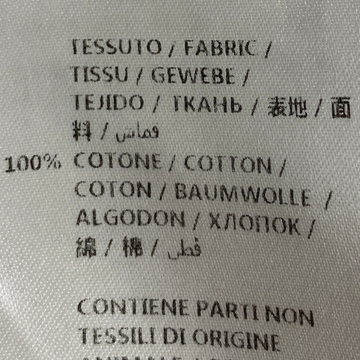 TESSUTO / FABRIC /
TISSU / GEWEBE /
TEJIDO / ТКАНЬ / 表地 / 面
料 / قماش
100% COTONE / COTTON /
COTON / BAUMWOLLE /
ALGODON / ХЛОПОК /
綿 / 棉 / قطن
CONTIENE PARTI NON
TESSILI DI ORIGINE